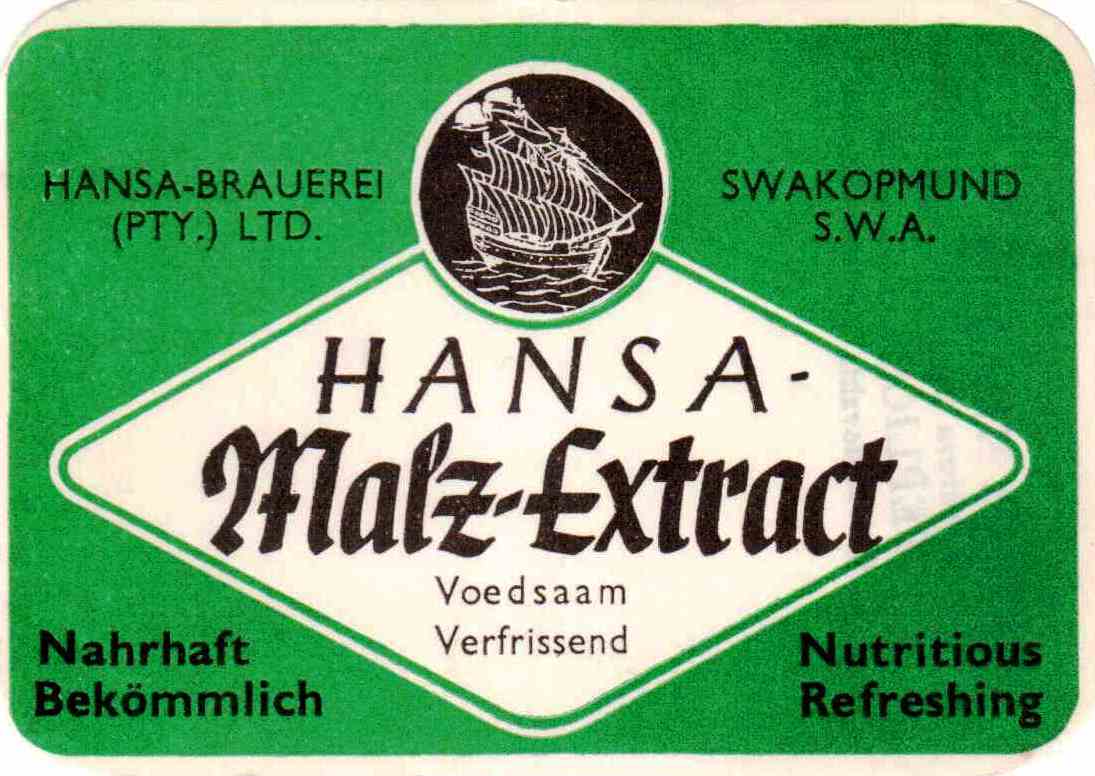 HANSA-BRAUEREI
(PTY.) LTD.
SWAKOPMUND
S.W.A.
HANSA-
Malz-Extract
Voedsaam
Verfrissend
Nahrhaft
Bekömmlich
Nutritious
Refreshing